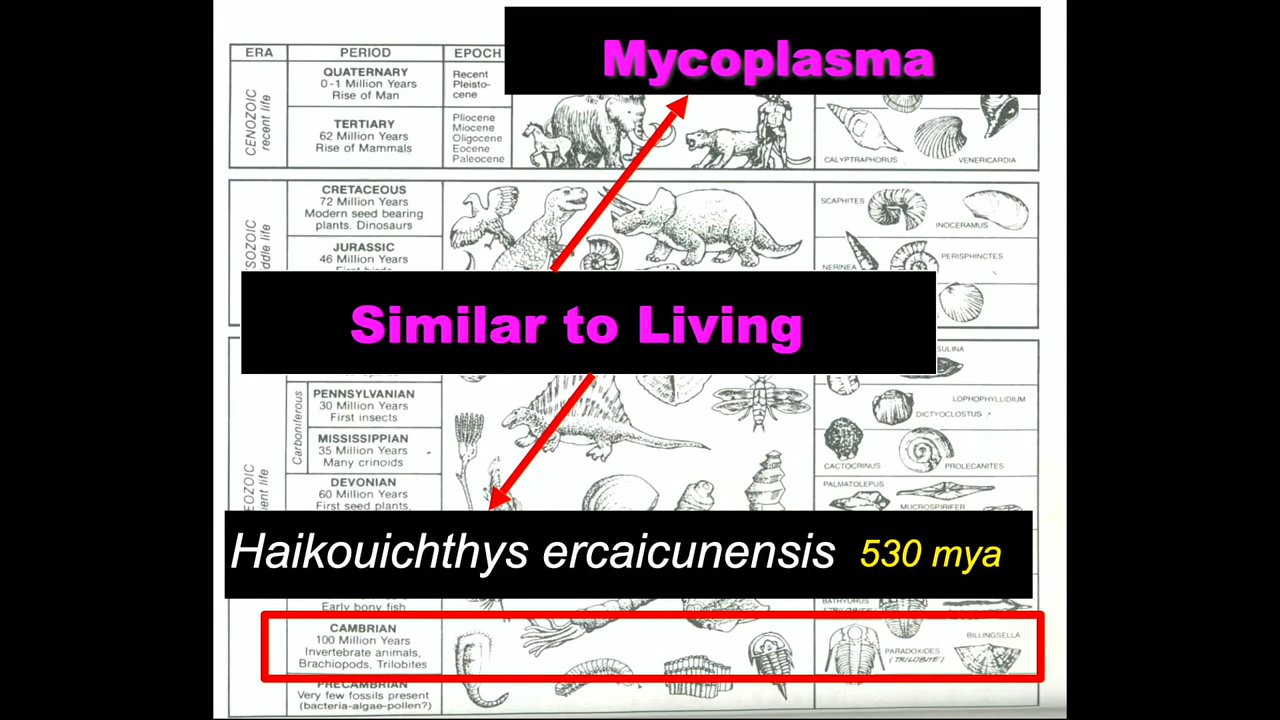 Mycoplasma
ERA PERIOD EPOCH
CENOZOIC
recent life
QUATERNARY
0-1 Million Years
Rise of Man
Recent
Pleisto-
cene
TERTIARY
62 Million Years
Rise of Mammals
Pliocene
Miocene
Oligocene
Eocene
Paleocene
CALYPTRAPHORUS VENERICARDIA
CRETACEOUS
72 Million Years
Modern seed bearing
plants. Dinosaurs
SCAPHITES
INOCERAMUS
JURASSIC
46 Million Years
PERISPHINCTES
NERINEA
Similar to Living
Carboniferous
PENNSYLVANIAN
30 Million Years
First insects
LOPHOPHYLLIDIUM
DICTYOCLOSTUS
MISSISSIPPIAN
35 Million Years
Many crinoids
CACTOCRINUS PROLECANITES
DEVONIAN
60 Million Years
First seed plants,
PALMATOLEPUS
MUCROSPIRIFER
Haikouichthys ercaicunensis 530 mya
Early bony fish
BATHYURUS
(TRILOBITE)
CAMBRIAN
100 Million Years
Invertebrate animals,
Brachiopods, Trilobites
PARADOXIDES
(TRILOBITE)
BILLINGSELLA
PRECAMBRIAN
Very few fossils present
(bacteria-algae-pollen?)